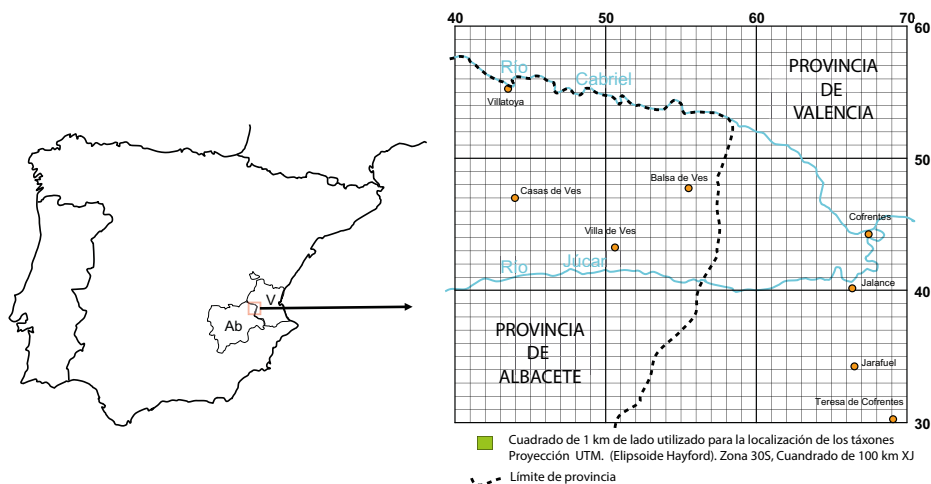 40 50 60 70
60
Río
Cabriel
PROVINCIA
DE
VALENCIA
Villatoya
50
Balsa de Ves
Casas de Ves
Cofrentes
Villa de Ves
Río
Júcar
Jalance
40
V
Ab
PROVINCIA
DE
ALBACETE
Jarafuel
Teresa de Cofrentes
30
Cuadrado de 1 km de lado utilizado para la localización de los táxones
Proyección UTM. (Elipsoide Hayford). Zona 30S, Cuandrado de 100 km XJ
Límite de provincia